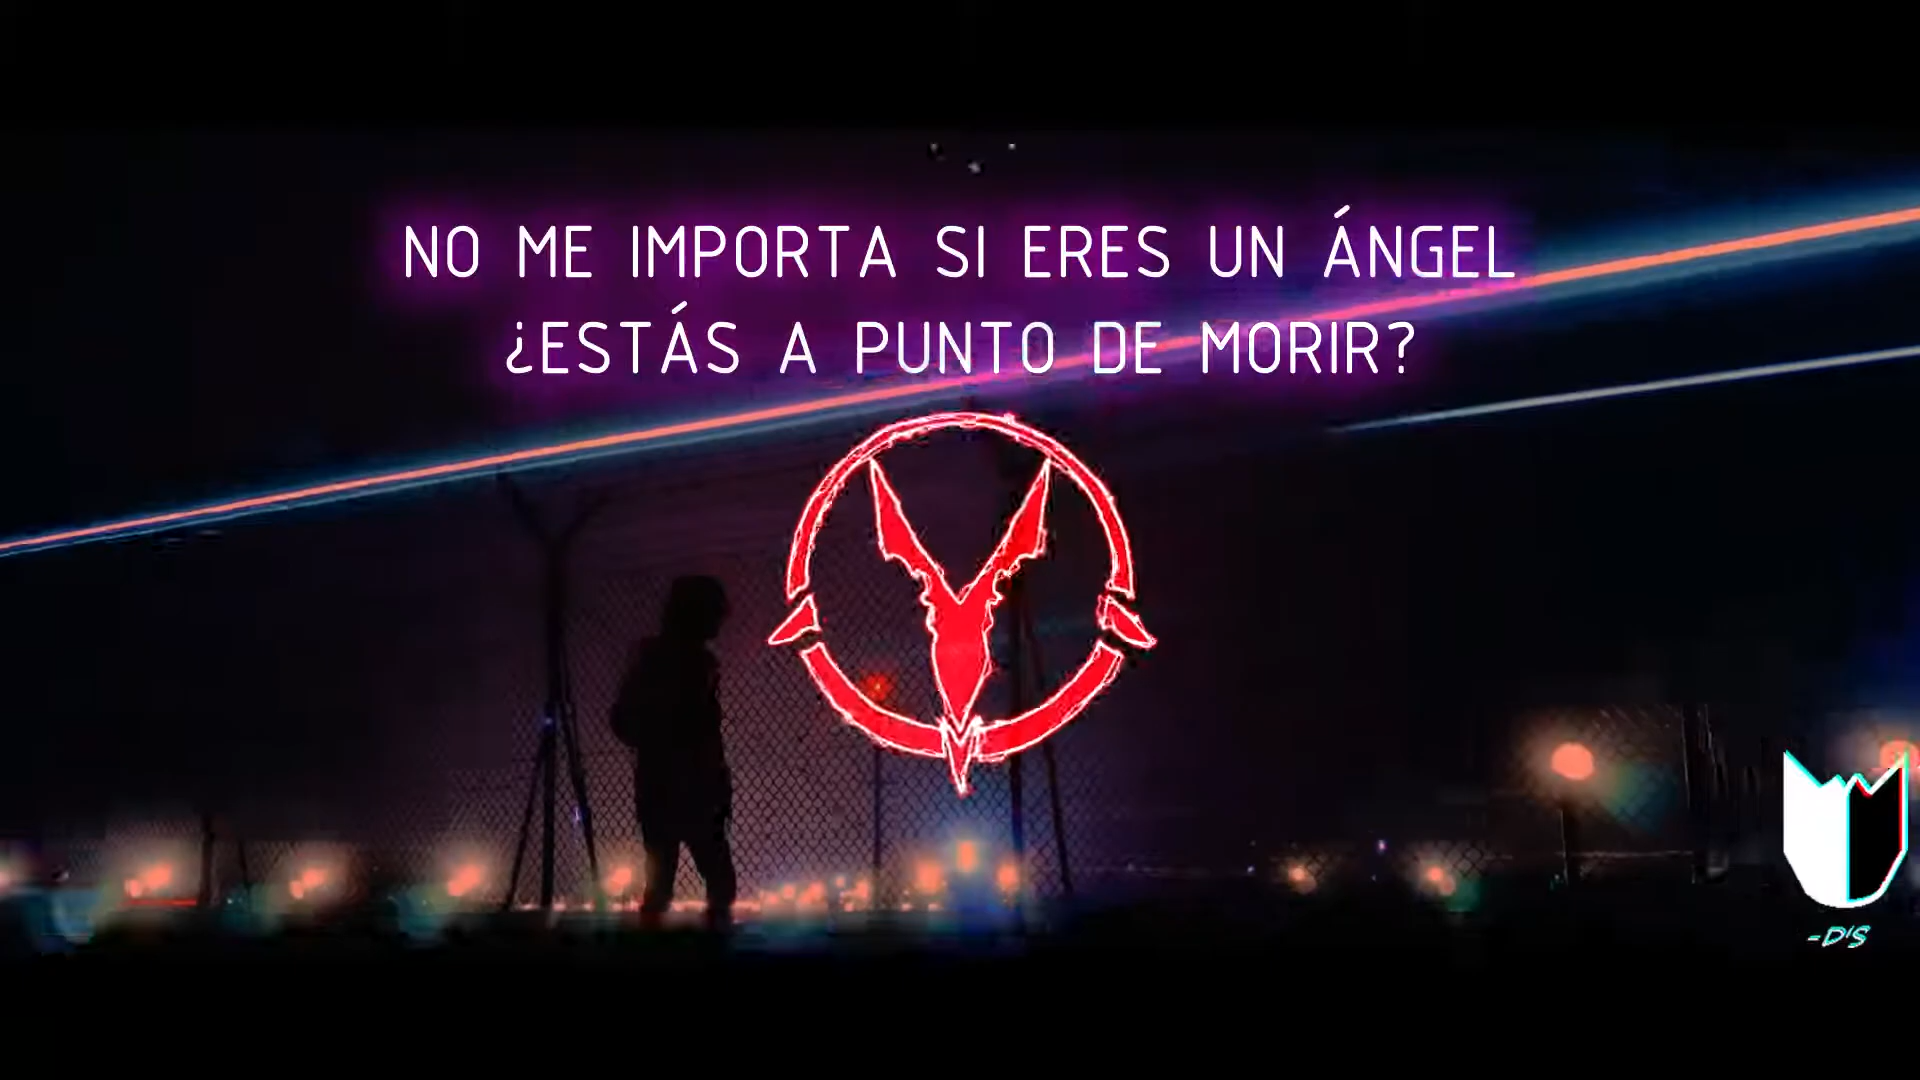 NO ME IMPORTA SI ERES UN ÁNGEL
¿ESTÁS A PUNTO DE MORIR?
-D'S